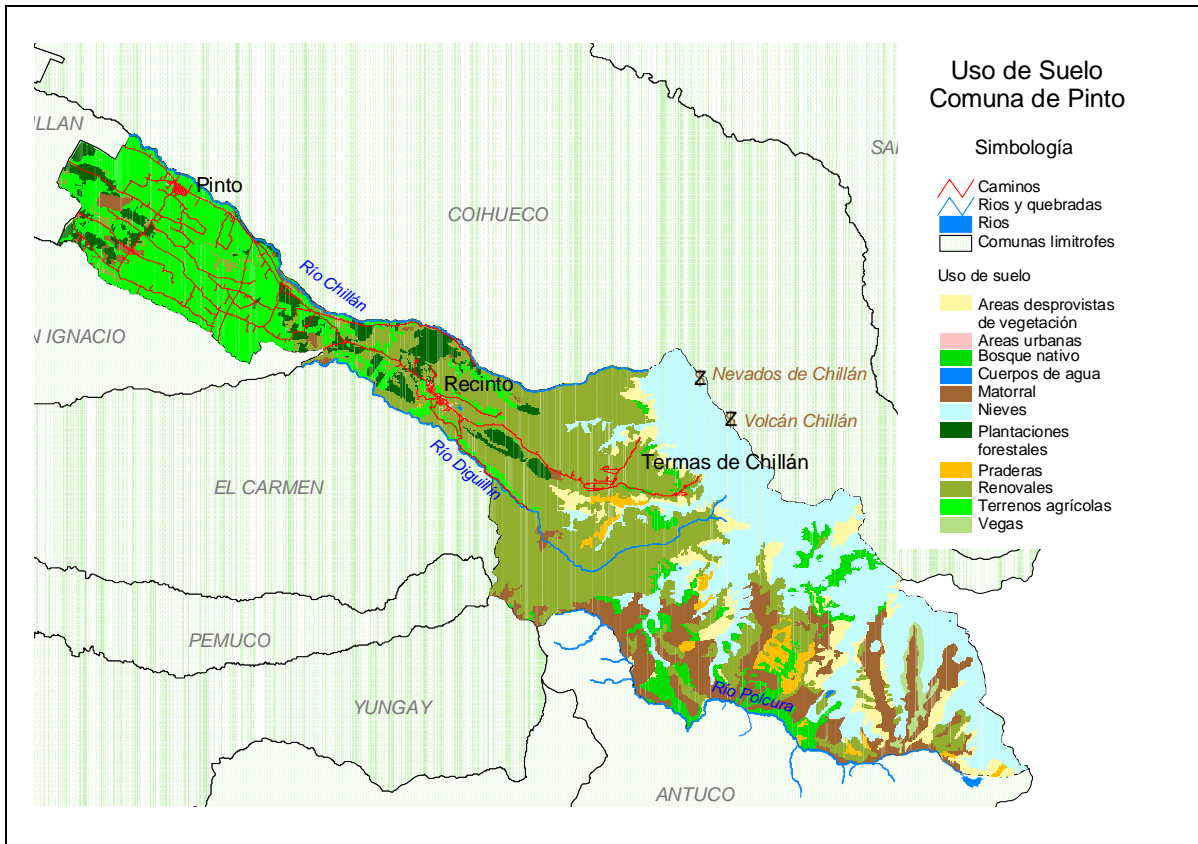 Uso de Suelo
Comuna de Pinto
Simbología
Caminos
Rios y quebradas
Rios
Comunas limitrofes
Uso de suelo
Areas desprovistas
de vegetación
Areas urbanas
Bosque nativo
Cuerpos de agua
Matorral
Nieves
Plantaciones
forestales
Praderas
Renovales
Terrenos agrícolas
Vegas
ILLAN
SA
Pinto
COIHUECO
Río Chillán
N IGNACIO
Nevados de Chillán
Recinto
Volcán Chillán
Termas de Chillán
Río Diguillín
EL CARMEN
PEMUCO
Río Polcura
YUNGAY
ANTUCO